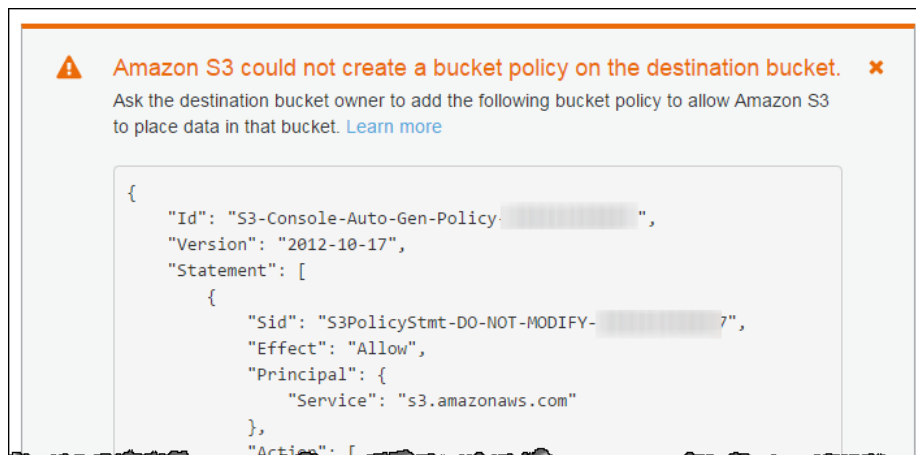 Amazon S3 could not create a bucket policy on the destination bucket. ×
Ask the destination bucket owner to add the following bucket policy to allow Amazon S3
to place data in that bucket. Learn more
{
"Id": "S3-Console-Auto-Gen-Policy- ",
"Version": "2012-10-17",
"Statement": [
{
"Sid": "S3PolicyStmt-DO-NOT-MODIFY- 7",
"Effect": "Allow",
"Principal": {
"Service": "s3.amazonaws.com"
},
"Action": [